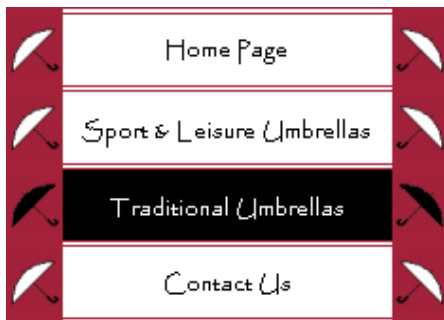 Home Page
Sport & Leisure Umbrellas
Traditional Umbrellas
Contact Us